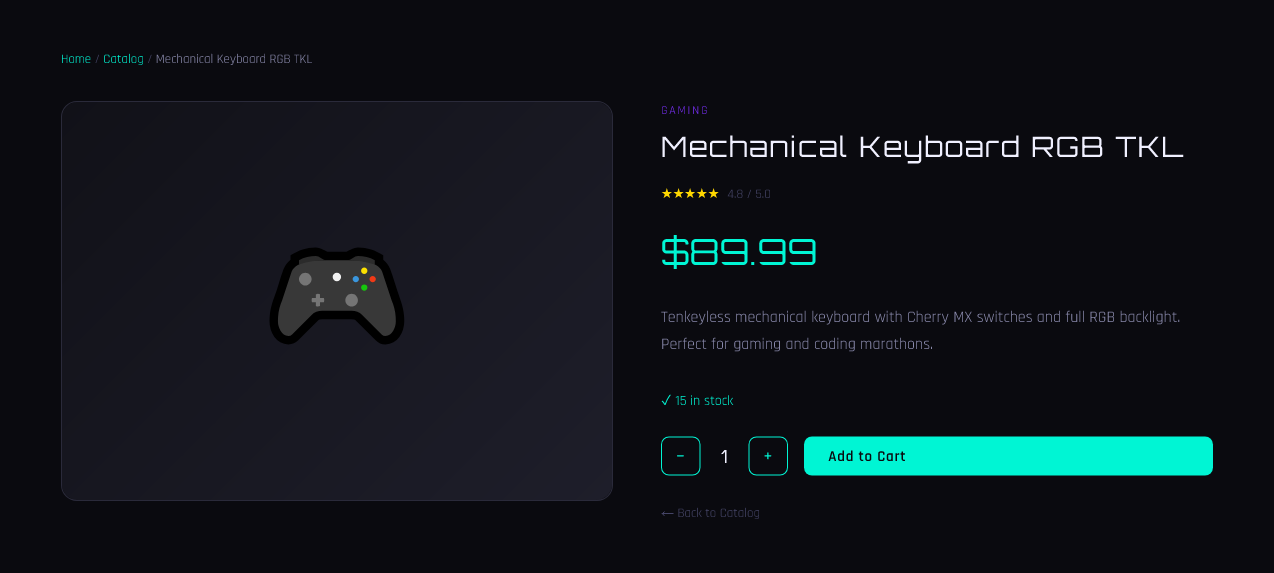 Home / Catalog / Mechanical Keyboard RGB TKL
GAMING
Mechanical Keyboard RGB TKL
★★★★★ 4.8 / 5.0
$89.99
Tenkeyless mechanical keyboard with Cherry MX switches and full RGB backlight.
Perfect for gaming and coding marathons.
✓ 15 in stock
− 1 + Add to Cart
← Back to Catalog